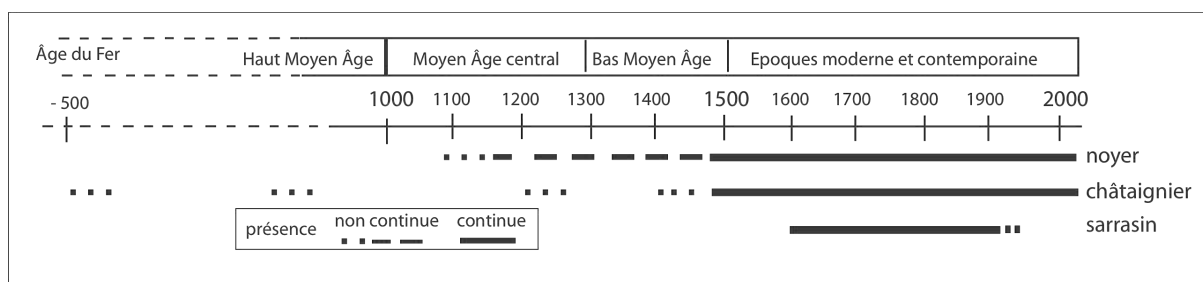 Âge du Fer
Haut Moyen Âge
Moyen Âge central
Bas Moyen Âge
Epoques moderne et contemporaine
- 500
1000
1100
1200
1300
1400
1500
1600
1700
1800
1900
2000
noyer
châtaignier
sarrasin
présence
non continue
continue